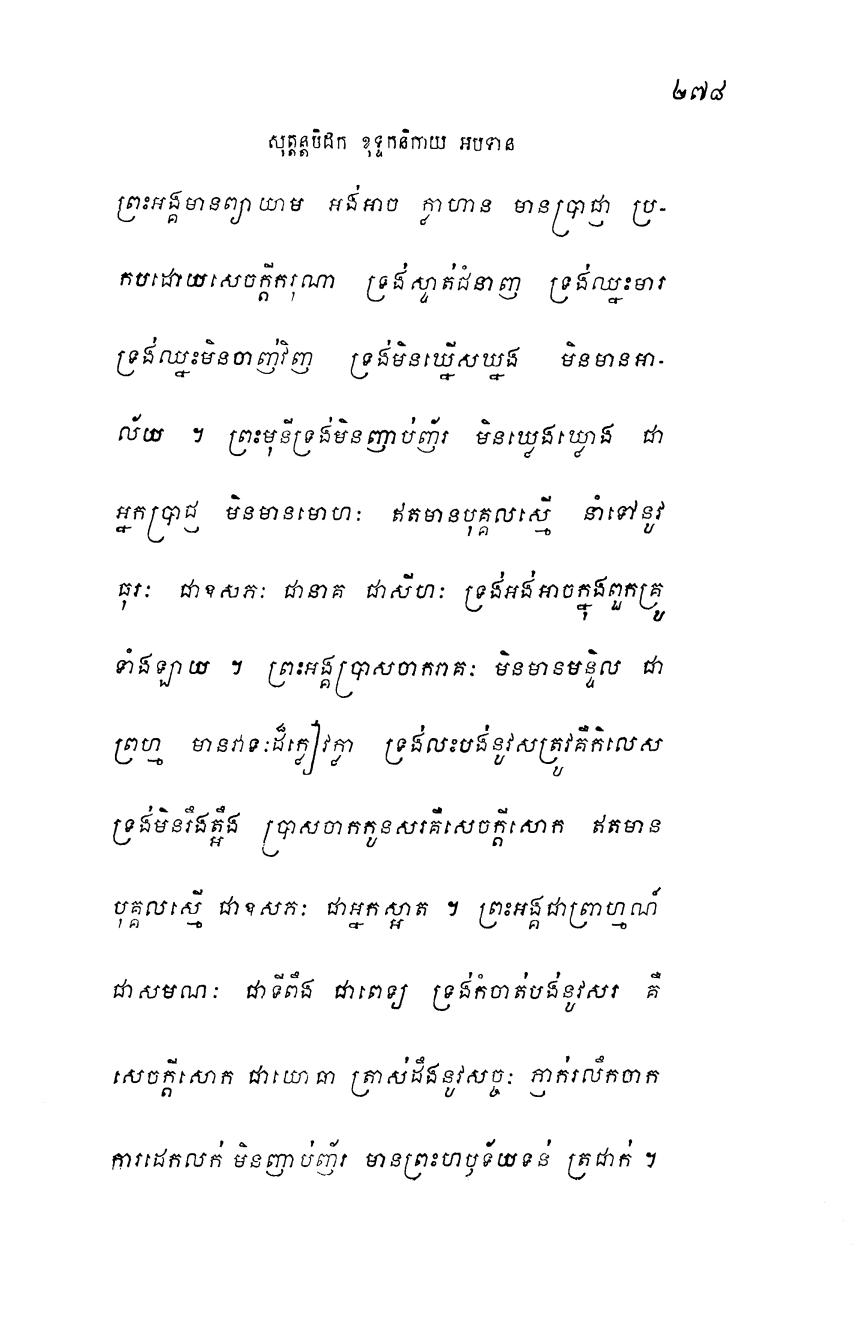 ២៧៨
សុត្តន្តបិដក ខុទ្ទកនិកាយ អបទាន
ព្រះអង្គមានព្យាយាម អង់អាច ក្លាហាន មានប្រាជ្ញា ប្រ-
កបដោយសេចក្តីករុណា ទ្រង់ស្ទាត់ជំនាញ ទ្រង់ឈ្នះមារ
ទ្រង់ឈ្នះមិនចាញ់វិញ ទ្រង់មិនឃ្នើសឃ្នង មិនមានអា-
ល័យ ។ ព្រះមុនីទ្រង់មិនញាប់ញ័រ មិនឃ្លេងឃ្លោង ជា
អ្នកប្រាជ្ញ មិនមានមោហៈ ឥតមានបុគ្គលស្មើ នាំទៅនូវ
ធុរៈ ជាឧសភៈ ជានាគ ជាសីហៈ ទ្រង់អង់អាចក្នុងពួកគ្រូ
ទាំងឡាយ ។ ព្រះអង្គប្រាសចាករាគៈ មិនមានមន្ទិល ជា
ព្រហ្ម មានវាទៈដ៏ក្លៀវក្លា ទ្រង់លះបង់នូវសត្រូវគឺកិលេស
ទ្រង់មិនរឹងត្អឹង ប្រាសចាកកូនសរគឺសេចក្តីសោក ឥតមាន
បុគ្គលស្មើ ជាឧសភៈ ជាអ្នកស្អាត ។ ព្រះអង្គជាព្រាហ្មណ៍
ជាសមណៈ ជាទីពឹង ជាពេទ្យ ទ្រង់កំចាត់បង់នូវសរ គឺ
សេចក្តីសោក ជាយោធា ត្រាស់ដឹងនូវសច្ចៈ ភ្ញាក់រលឹកចាក
ការដេកលក់ មិនញាប់ញ័រ មានព្រះហឫទ័យទន់ ត្រជាក់ ។